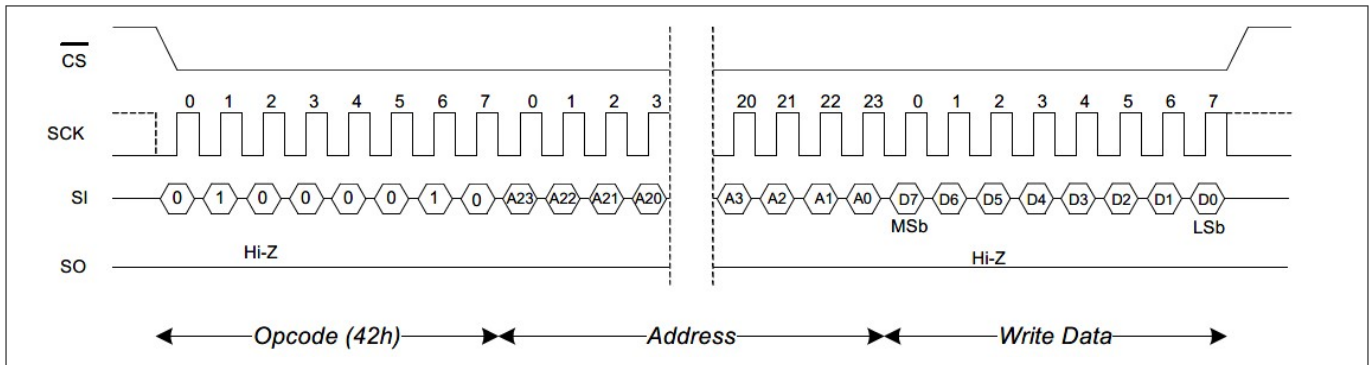 CS
0 1 2 3 4 5 6 7 0 1 2 3 20 21 22 23 0 1 2 3 4 5 6 7
SCK
SI 0 1 0 0 0 0 1 0 A23 A22 A21 A20 A3 A2 A1 A0 D7 D6 D5 D4 D3 D2 D1 D0
MSb LSb
Hi-Z Hi-Z
SO
Opcode (42h) Address Write Data